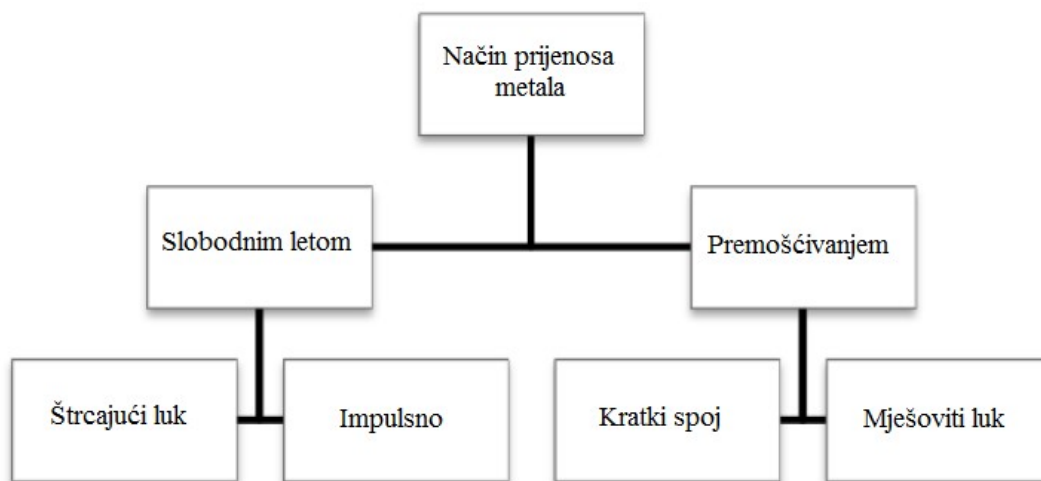 Način prijenosa
metala
Slobodnim letom
Premošćivanjem
Štrcajući luk
Impulsno
Kratki spoj
Mješoviti luk